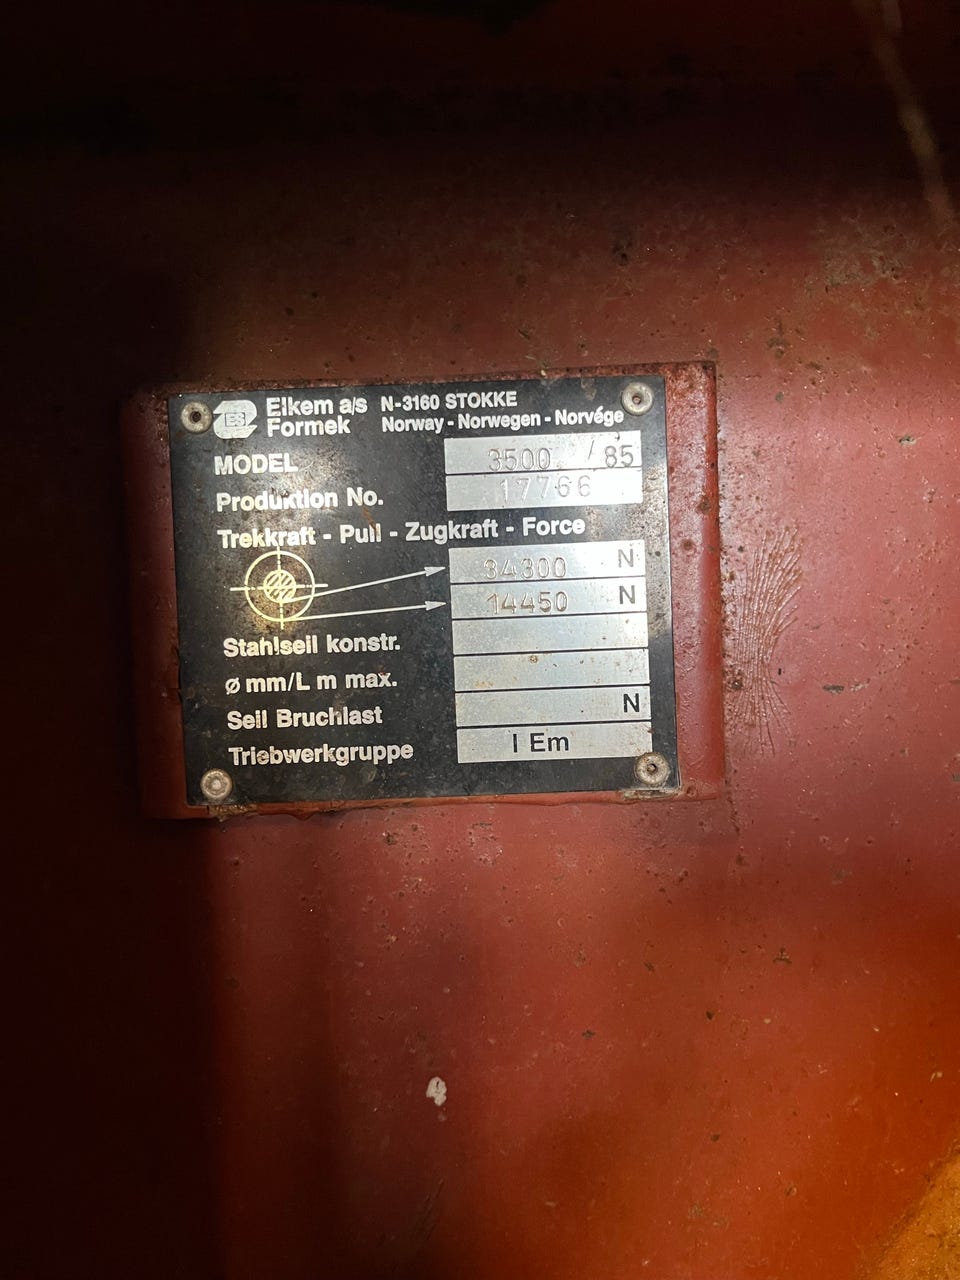 ES Elkem a/s N-3160 STOKKE
Formek Norway - Norwegen - Norvége
MODEL 3500 / 85
Produktion No. 17766
Trekkraft - Pull - Zugkraft - Force
34300 N
14450 N
Stahlseil konstr.
ø mm/L m max.
Seil Bruchlast N
Triebwerkgruppe I Em